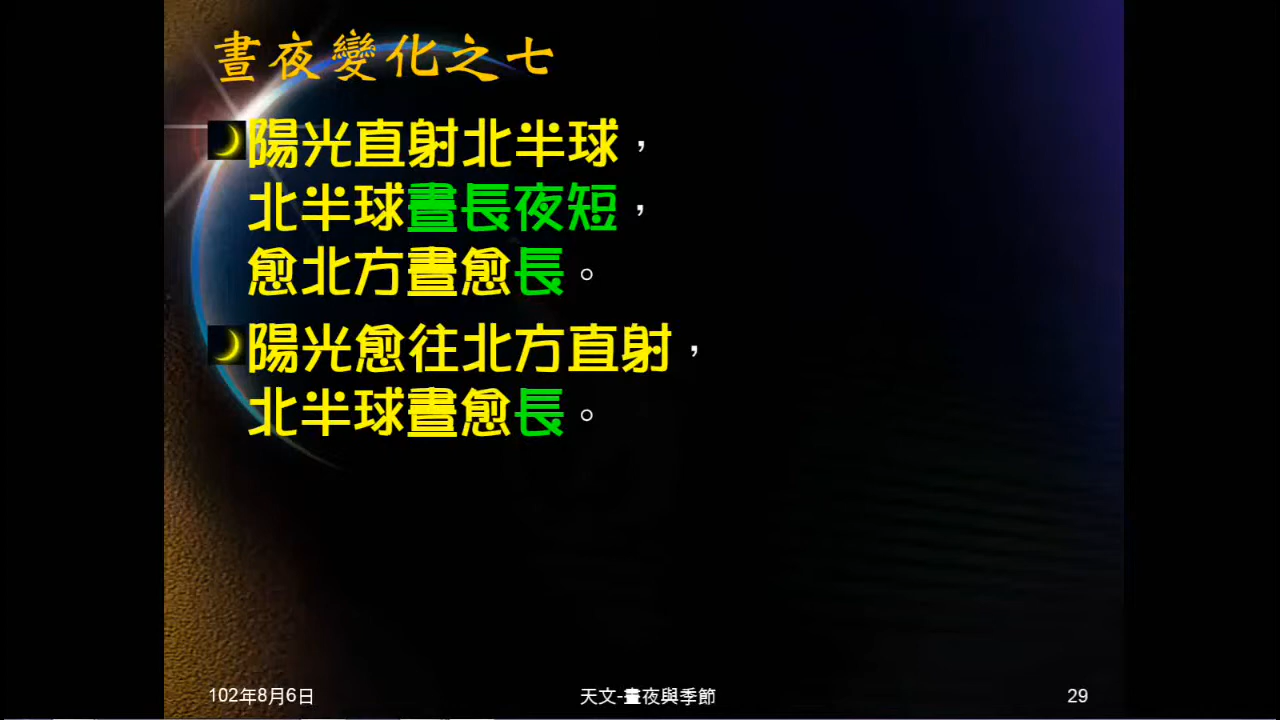 晝夜變化之七
陽光直射北半球，
北半球晝長夜短，
愈北方晝愈長。
陽光愈往北方直射，
北半球晝愈長。
102年8月6日
天文-晝夜與季節
29